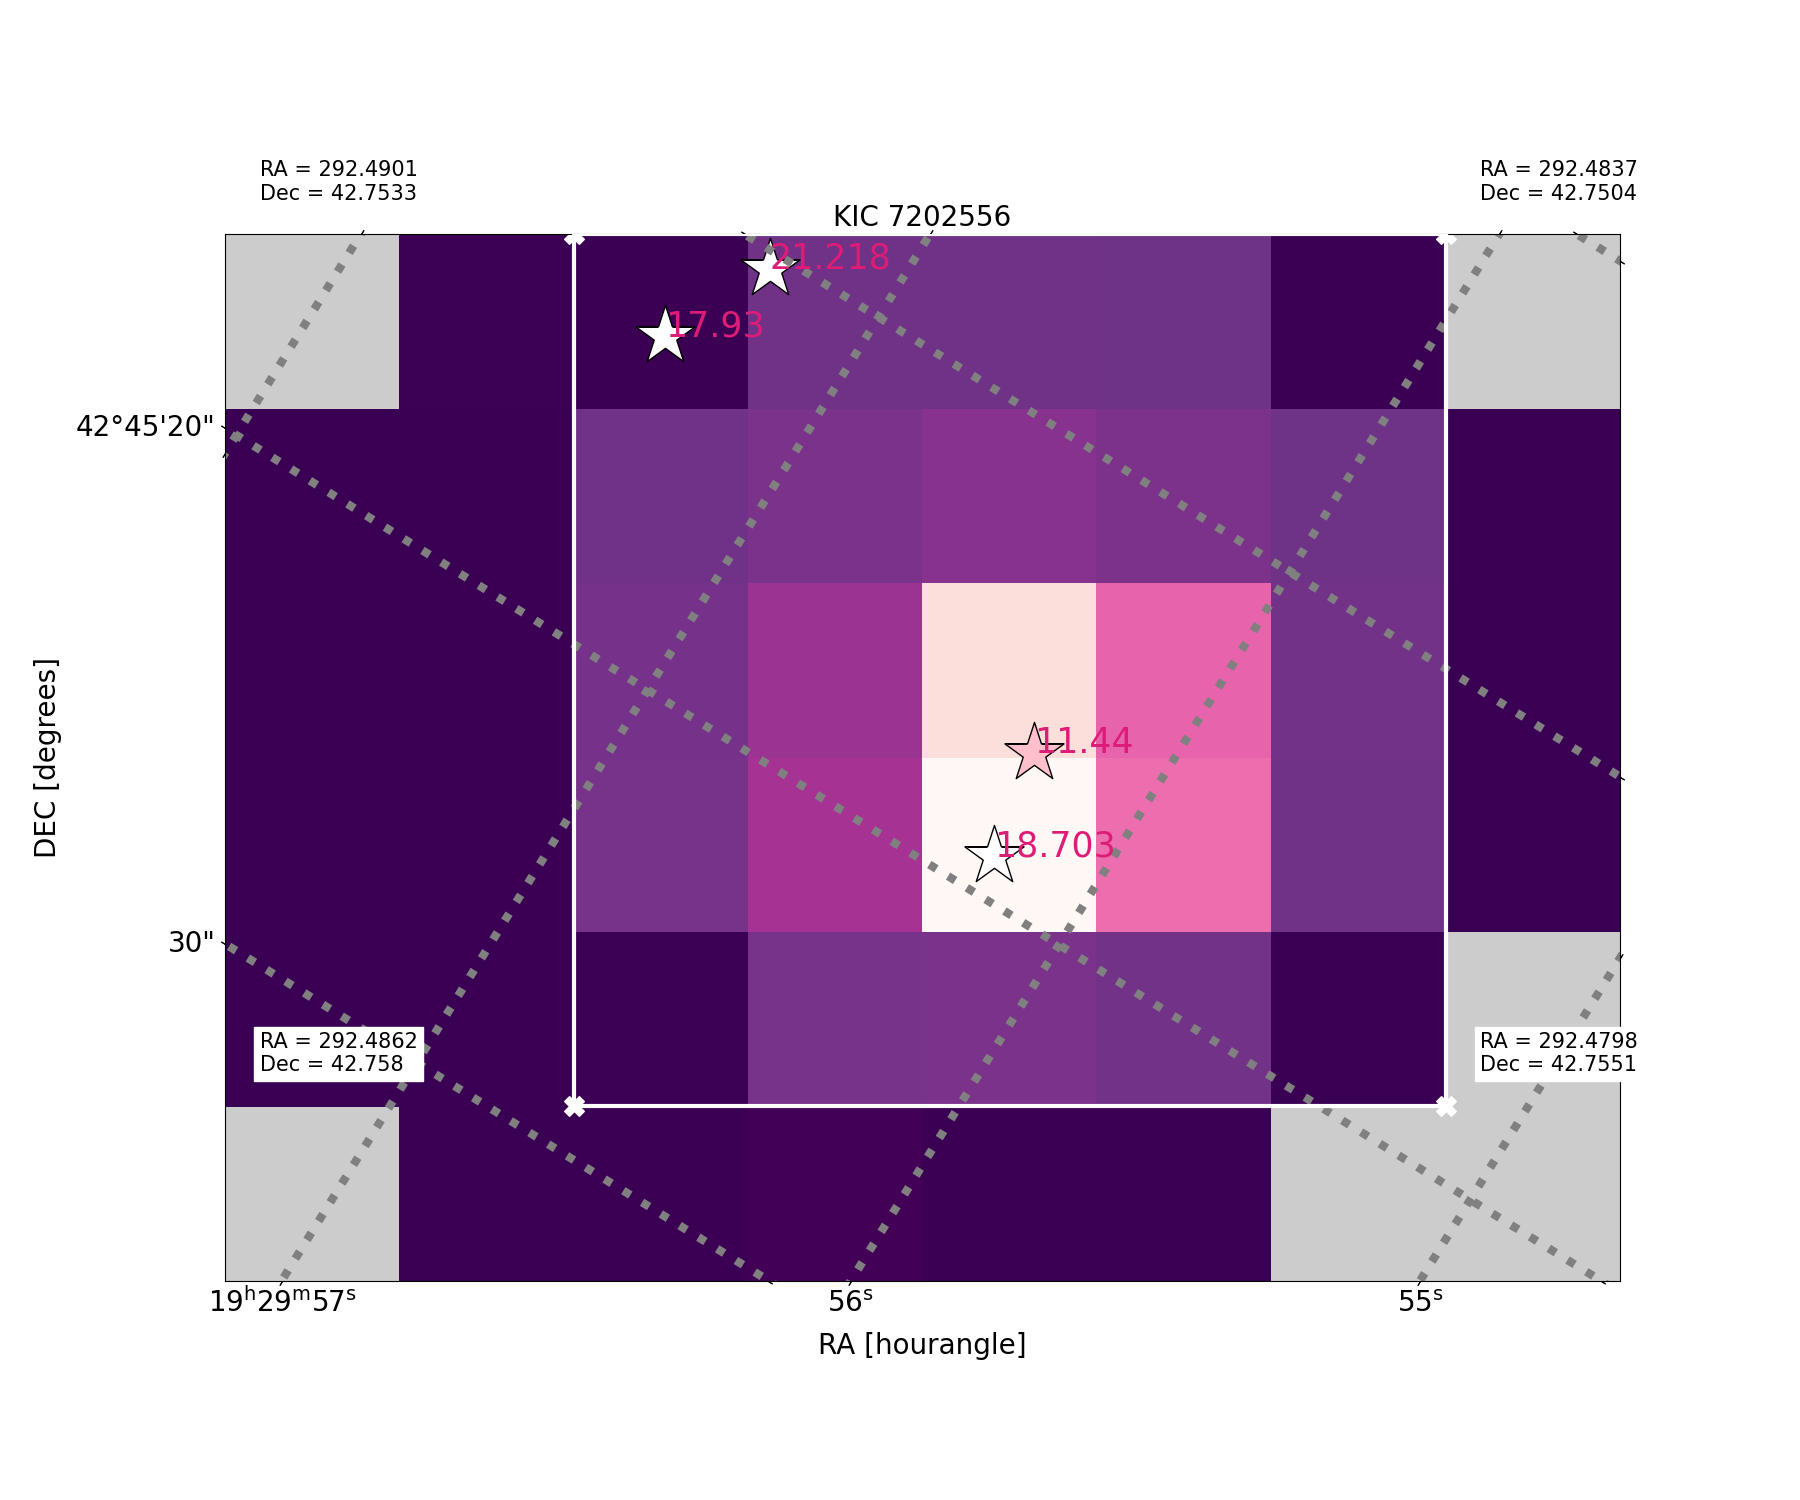 RA = 292.4901
Dec = 42.7533
RA = 292.4837
Dec = 42.7504
KIC 7202556
21.218
17.93
42°45'20"
11.44
18.703
30"
RA = 292.4862
Dec = 42.758
RA = 292.4798
Dec = 42.7551
19h29m57s
56s
55s
RA [hourangle]
DEC [degrees]